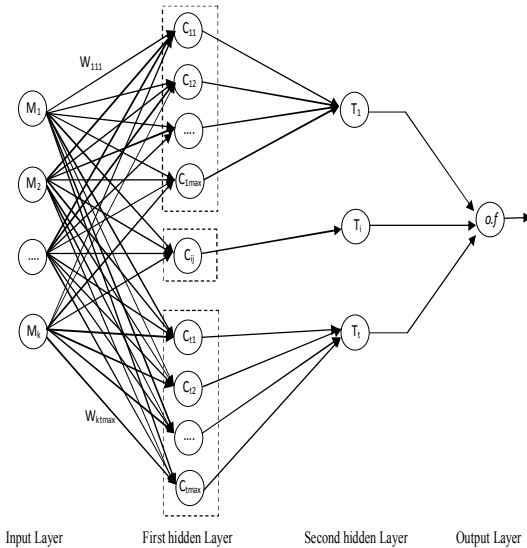 C11
W111
C12
M1
....
T1
M2
C1max
o.f
Ti
....
Cij
Mk
Ct1
Tt
Ct2
Wktmax
....
Ctmax
Input Layer First hidden Layer Second hidden Layer Output Layer